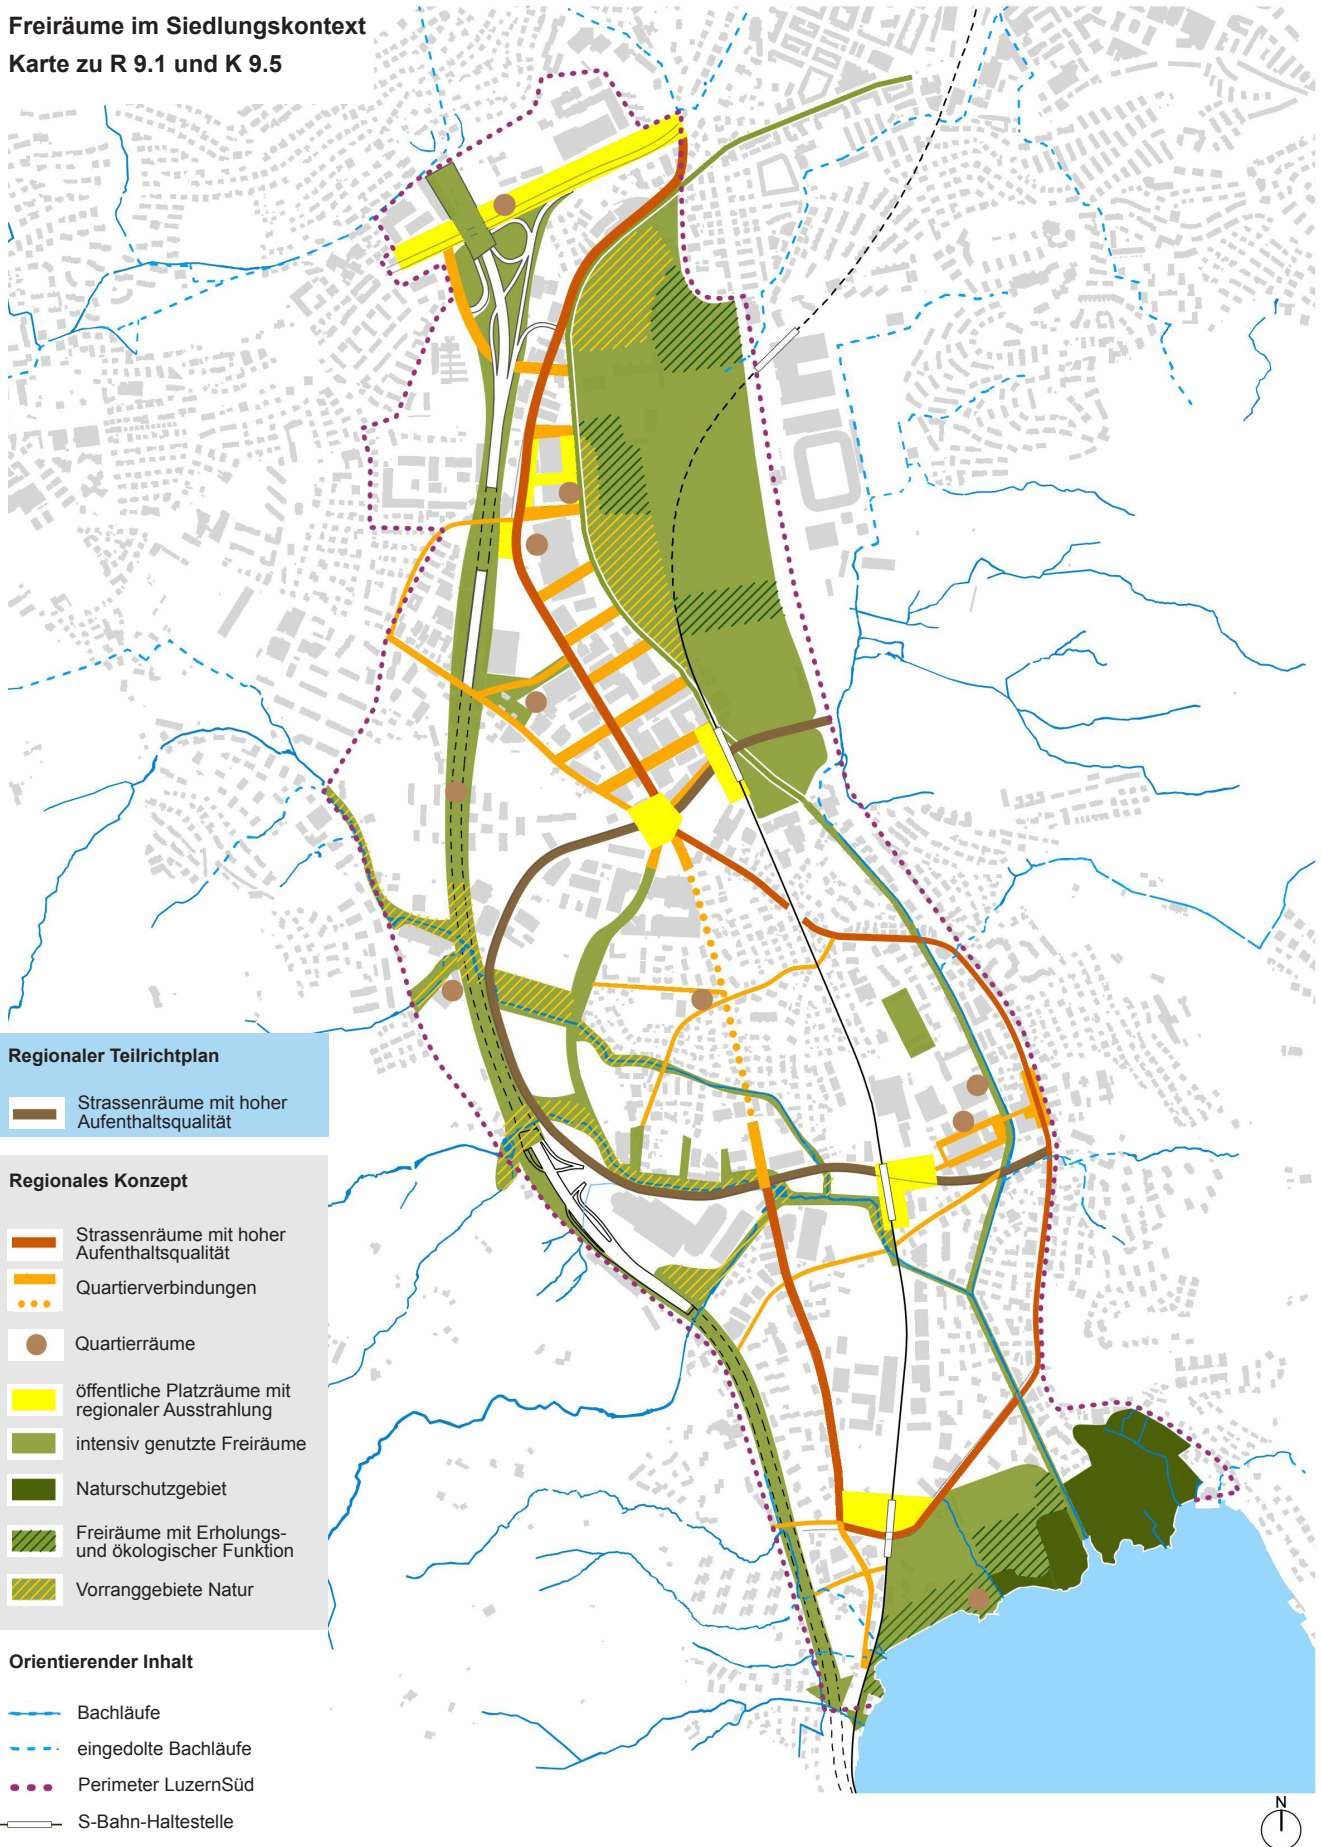 Freiräume im Siedlungskontext
Karte zu R 9.1 und K 9.5
Regionaler Teilrichtplan
Strassenräume mit hoher
Aufenthaltsqualität
Regionales Konzept
Strassenräume mit hoher
Aufenthaltsqualität
Quartierverbindungen
Quartierräume
öffentliche Platzräume mit
regionaler Ausstrahlung
intensiv genutzte Freiräume
Naturschutzgebiet
Freiräume mit Erholungs-
und ökologischer Funktion
Vorranggebiete Natur
Orientierender Inhalt
Bachläufe
eingedolte Bachläufe
Perimeter LuzernSüd
S-Bahn-Haltestelle
N